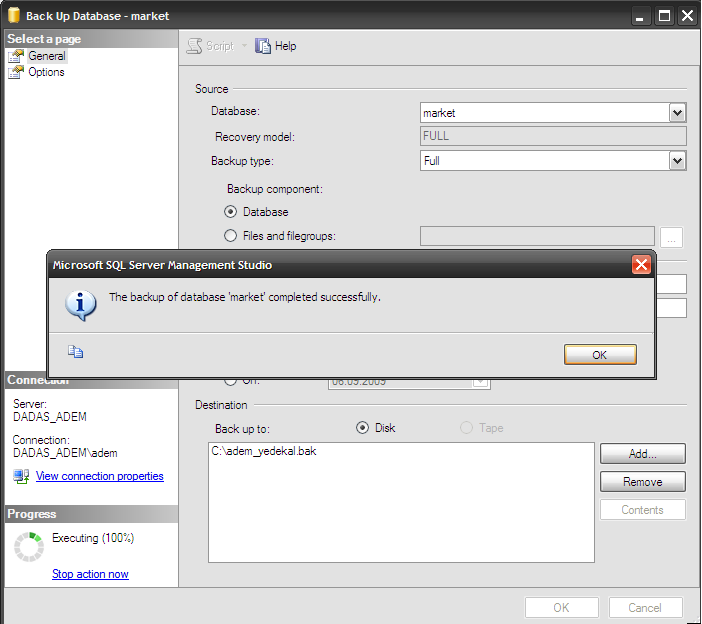 Back Up Database - market
Select a page
General
Options
Script
Help
Source
Database:
market
Recovery model:
FULL
Backup type:
Full
Backup component:
Database
Files and filegroups:
...
Microsoft SQL Server Management Studio
The backup of database 'market' completed successfully.
OK
Connection
Server:
DADAS_ADEM
Connection:
DADAS_ADEM\adem
View connection properties
Progress
Executing (100%)
Stop action now
On:
06.09.2009
Destination
Back up to:
Disk
Tape
C:\adem_yedekal.bak
Add...
Remove
Contents
OK
Cancel